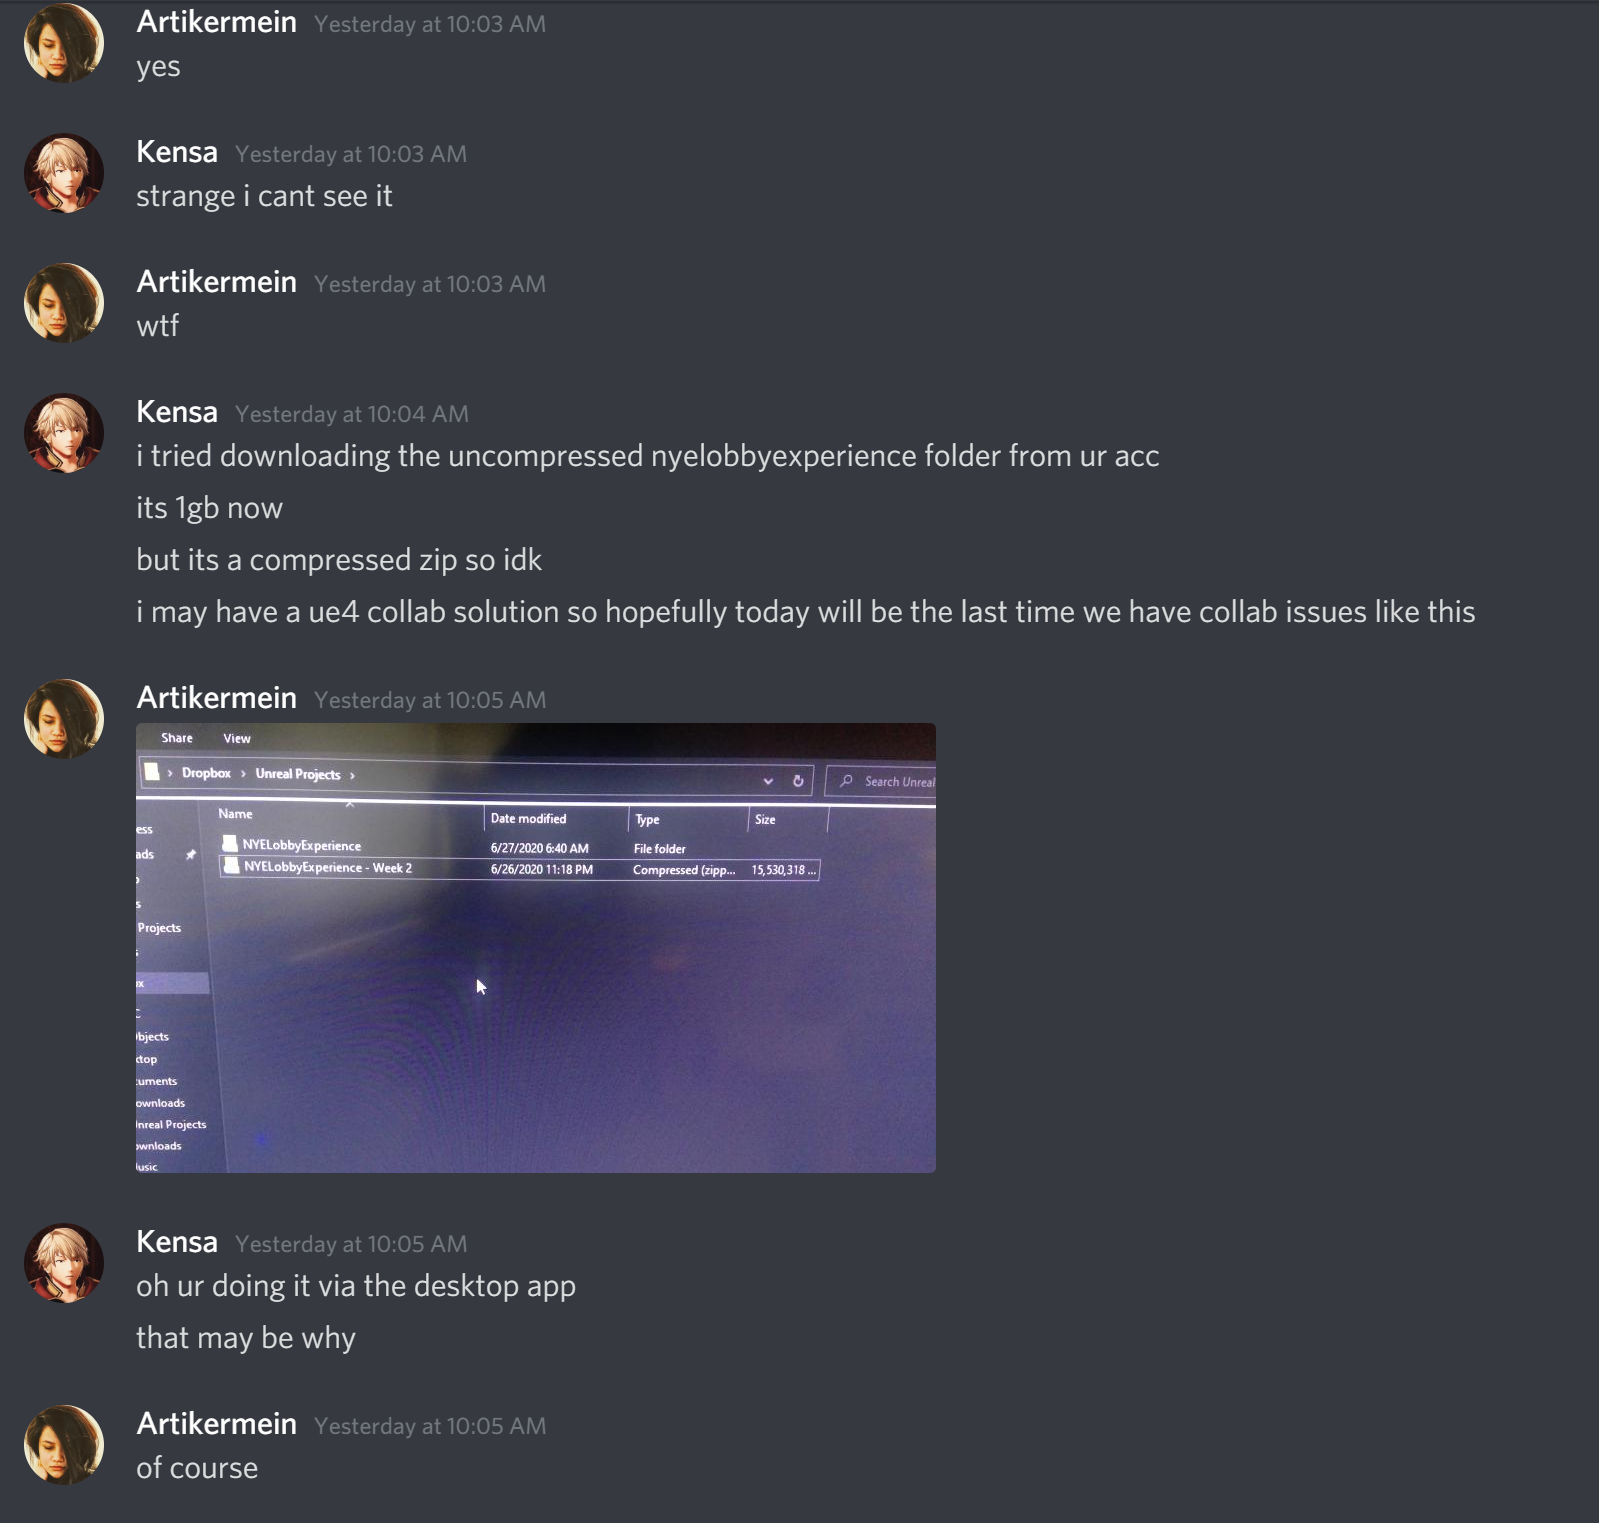 Artikermein Yesterday at 10:03 AM
yes
Kensa Yesterday at 10:03 AM
strange i cant see it
Artikermein Yesterday at 10:03 AM
wtf
Kensa Yesterday at 10:04 AM
i tried downloading the uncompressed nyelobbyexperience folder from ur acc
its 1gb now
but its a compressed zip so idk
i may have a ue4 collab solution so hopefully today will be the last time we have collab issues like this
Artikermein Yesterday at 10:05 AM
Share View
› Dropbox › Unreal Projects ›
Search Unreal
Name Date modified Type Size
NYELobbyExperience 6/27/2020 6:40 AM File folder
NYELobbyExperience - Week 2 6/26/2020 11:18 PM Compressed (zipp... 15,530,318 ...
ess
ads
s
Projects
x
bjects
ktop
cuments
ownloads
nreal Projects
ownloads
usic
Kensa Yesterday at 10:05 AM
oh ur doing it via the desktop app
that may be why
Artikermein Yesterday at 10:05 AM
of course